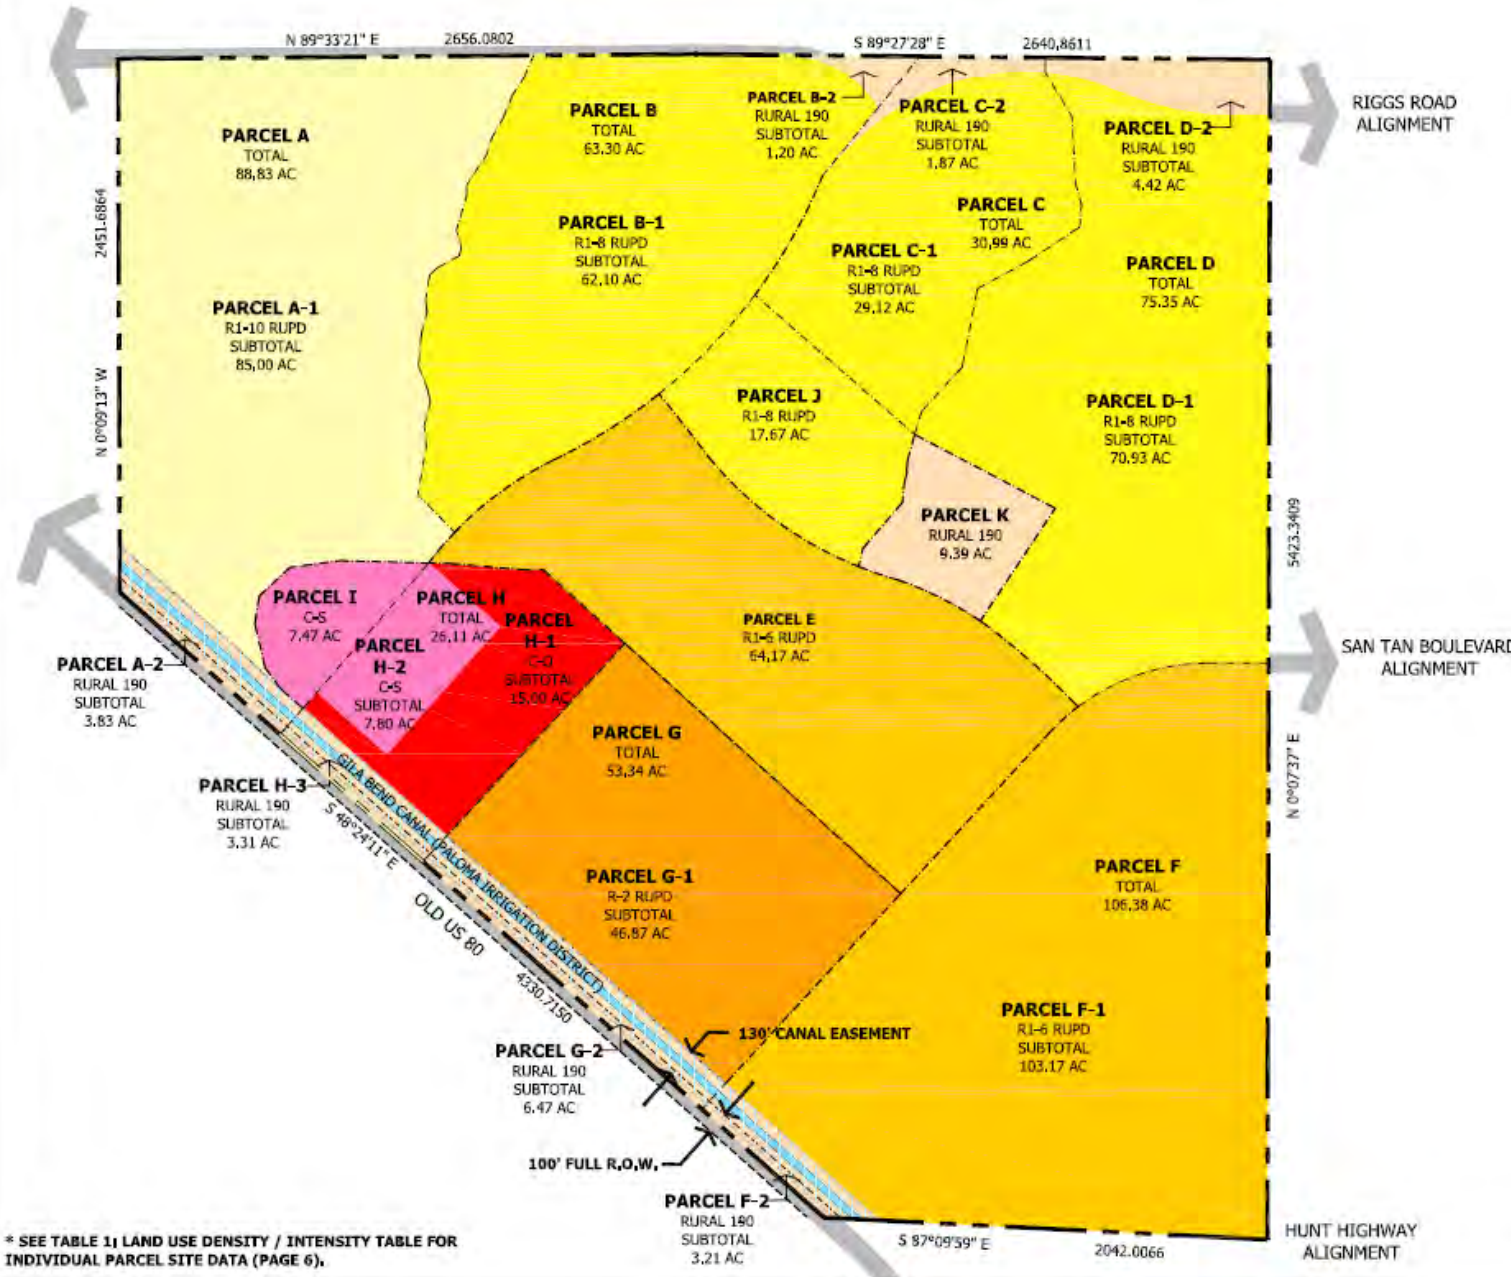 N 89°33'21" E
2656.0802
S 89°27'28" E
2640.8611
RIGGS ROAD
ALIGNMENT
PARCEL A
TOTAL
88.83 AC
PARCEL B
TOTAL
63.30 AC
PARCEL B-2
RURAL 190
SUBTOTAL
1.20 AC
PARCEL C-2
RURAL 190
SUBTOTAL
1.87 AC
PARCEL D-2
RURAL 190
SUBTOTAL
4.42 AC
2451.6864
N 0°09'13" W
PARCEL B-1
R1-8 RUPD
SUBTOTAL
62.10 AC
PARCEL C
TOTAL
30.99 AC
PARCEL C-1
R1-8 RUPD
SUBTOTAL
29.12 AC
PARCEL D
TOTAL
75.35 AC
PARCEL A-1
R1-10 RUPD
SUBTOTAL
85.00 AC
PARCEL J
R1-8 RUPD
17.67 AC
PARCEL D-1
R1-8 RUPD
SUBTOTAL
70.93 AC
PARCEL K
RURAL 190
9.39 AC
5423.3409
N 0°07'37" E
PARCEL I
C-S
7.47 AC
PARCEL H
TOTAL
26.11 AC
PARCEL
H-1
C-O
SUBTOTAL
15.00 AC
PARCEL
H-2
C-S
SUBTOTAL
7.80 AC
PARCEL E
R1-6 RUPD
64.17 AC
SAN TAN BOULEVARD
ALIGNMENT
PARCEL A-2
RURAL 190
SUBTOTAL
3.83 AC
PARCEL G
TOTAL
53.34 AC
PARCEL H-3
RURAL 190
SUBTOTAL
3.31 AC
GILA BEND CANAL (PALOMA IRRIGATION DISTRICT)
S 48°24'11" E
OLD US 80
4330.7150
PARCEL G-1
R-2 RUPD
SUBTOTAL
46.87 AC
PARCEL F
TOTAL
106.38 AC
PARCEL F-1
R1-6 RUPD
SUBTOTAL
103.17 AC
130' CANAL EASEMENT
PARCEL G-2
RURAL 190
SUBTOTAL
6.47 AC
100' FULL R.O.W.
PARCEL F-2
RURAL 190
SUBTOTAL
3.21 AC
S 87°09'59" E
2042.0066
HUNT HIGHWAY
ALIGNMENT
* SEE TABLE 1; LAND USE DENSITY / INTENSITY TABLE FOR
INDIVIDUAL PARCEL SITE DATA (PAGE 6).